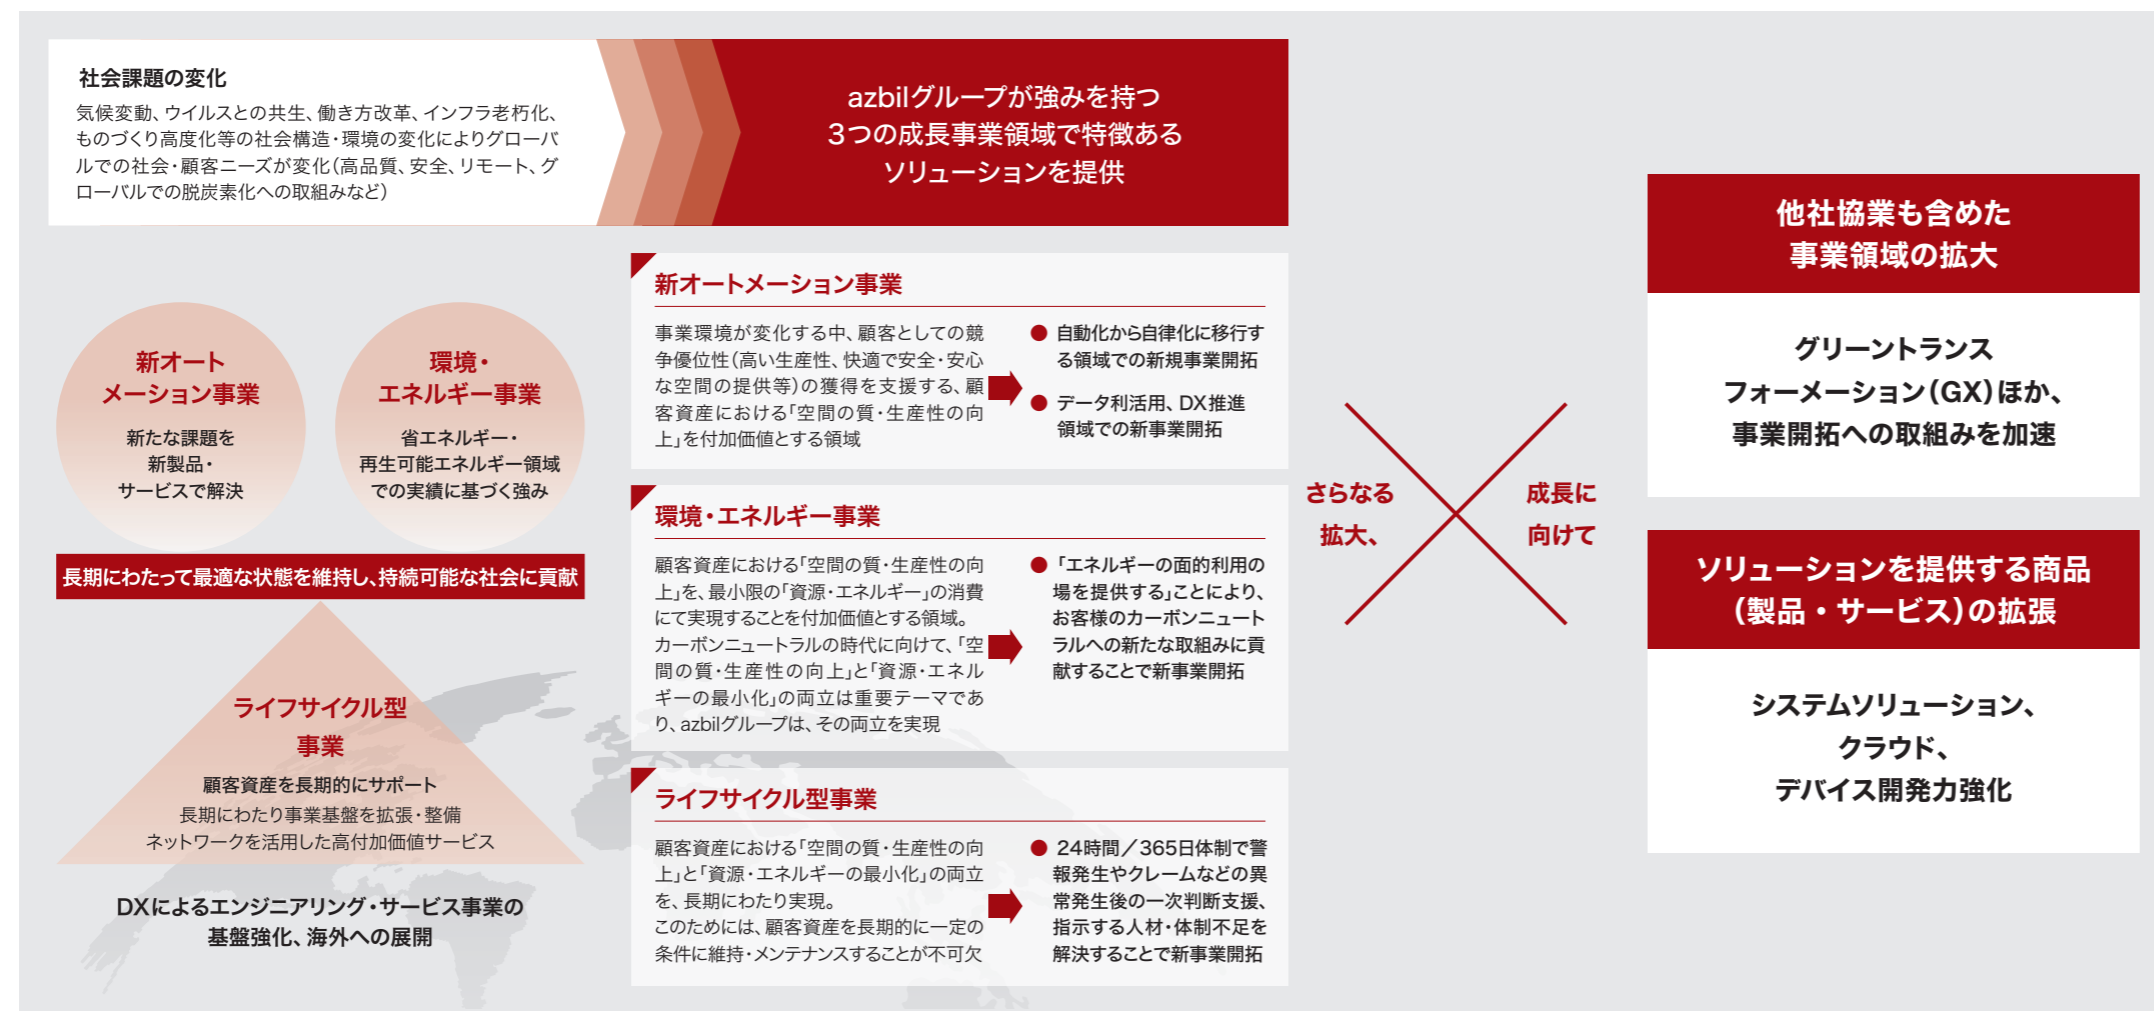 社会課題の変化
気候変動、ウイルスとの共生、働き方改革、インフラ老朽化、
ものづくり高度化等の社会構造・環境の変化によりグローバ
ルでの社会・顧客ニーズが変化(高品質、安全、リモート、グ
ローバルでの脱炭素化への取組みなど)
azbilグループが強みを持つ
3つの成長事業領域で特徴ある
ソリューションを提供
新オート
メーション事業
新たな課題を
新製品・
サービスで解決
環境・
エネルギー事業
省エネルギー・
再生可能エネルギー領域
での実績に基づく強み
長期にわたって最適な状態を維持し、持続可能な社会に貢献
ライフサイクル型
事業
顧客資産を長期的にサポート
長期にわたり事業基盤を拡張・整備
ネットワークを活用した高付加価値サービス
DXによるエンジニアリング・サービス事業の
基盤強化、海外への展開
新オートメーション事業
事業環境が変化する中、顧客としての競
争優位性(高い生産性、快適で安全・安心
な空間の提供等)の獲得を支援する、顧
客資産における「空間の質・生産性の向
上」を付加価値とする領域
● 自動化から自律化に移行す
る領域での新規事業開拓
● データ利活用、DX推進
領域での新事業開拓
環境・エネルギー事業
顧客資産における「空間の質・生産性の向
上」を、最小限の「資源・エネルギー」の消費
にて実現することを付加価値とする領域。
カーボンニュートラルの時代に向けて、「空
間の質・生産性の向上」と「資源・エネル
ギーの最小化」の両立は重要テーマであ
り、azbilグループは、その両立を実現
● 「エネルギーの面的利用の
場を提供する」ことにより、
お客様のカーボンニュート
ラルへの新たな取組みに貢
献することで新事業開拓
ライフサイクル型事業
顧客資産における「空間の質・生産性の向
上」と「資源・エネルギーの最小化」の両立
を、長期にわたり実現。
このためには、顧客資産を長期的に一定の
条件に維持・メンテナンスすることが不可欠
● 24時間/365日体制で警
報発生やクレームなどの異
常発生後の一次判断支援、
指示する人材・体制不足を
解決することで新事業開拓
さらなる
拡大、
成長に
向けて
他社協業も含めた
事業領域の拡大
グリーントランス
フォーメーション(GX)ほか、
事業開拓への取組みを加速
ソリューションを提供する商品
(製品・サービス)の拡張
システムソリューション、
クラウド、
デバイス開発力強化